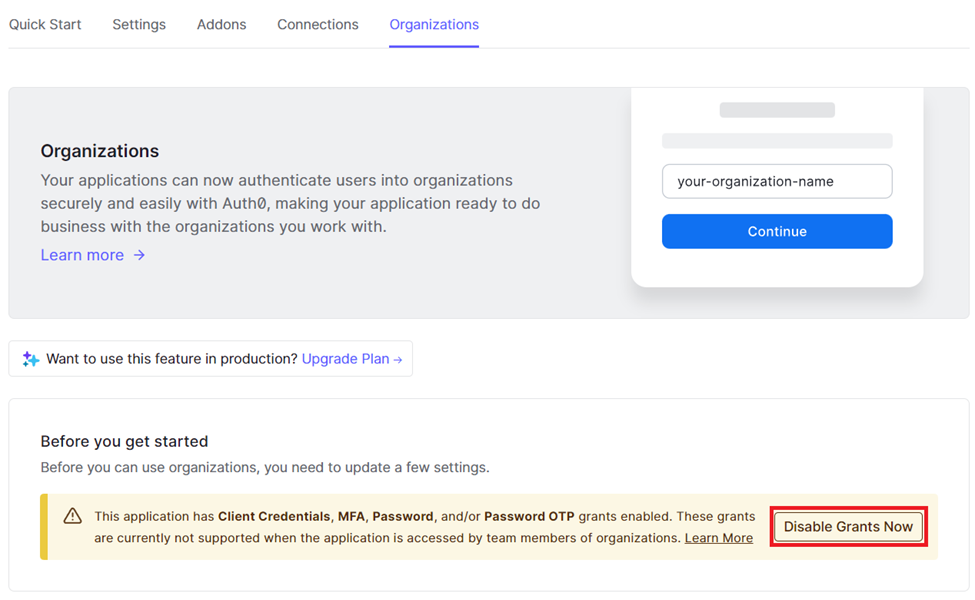 Quick Start Settings Addons Connections Organizations
Organizations
Your applications can now authenticate users into organizations
securely and easily with Auth0, making your application ready to do
business with the organizations you work with.
Learn more →
your-organization-name
Continue
Want to use this feature in production? Upgrade Plan →
Before you get started
Before you can use organizations, you need to update a few settings.
This application has Client Credentials, MFA, Password, and/or Password OTP grants enabled. These grants
are currently not supported when the application is accessed by team members of organizations. Learn More
Disable Grants Now